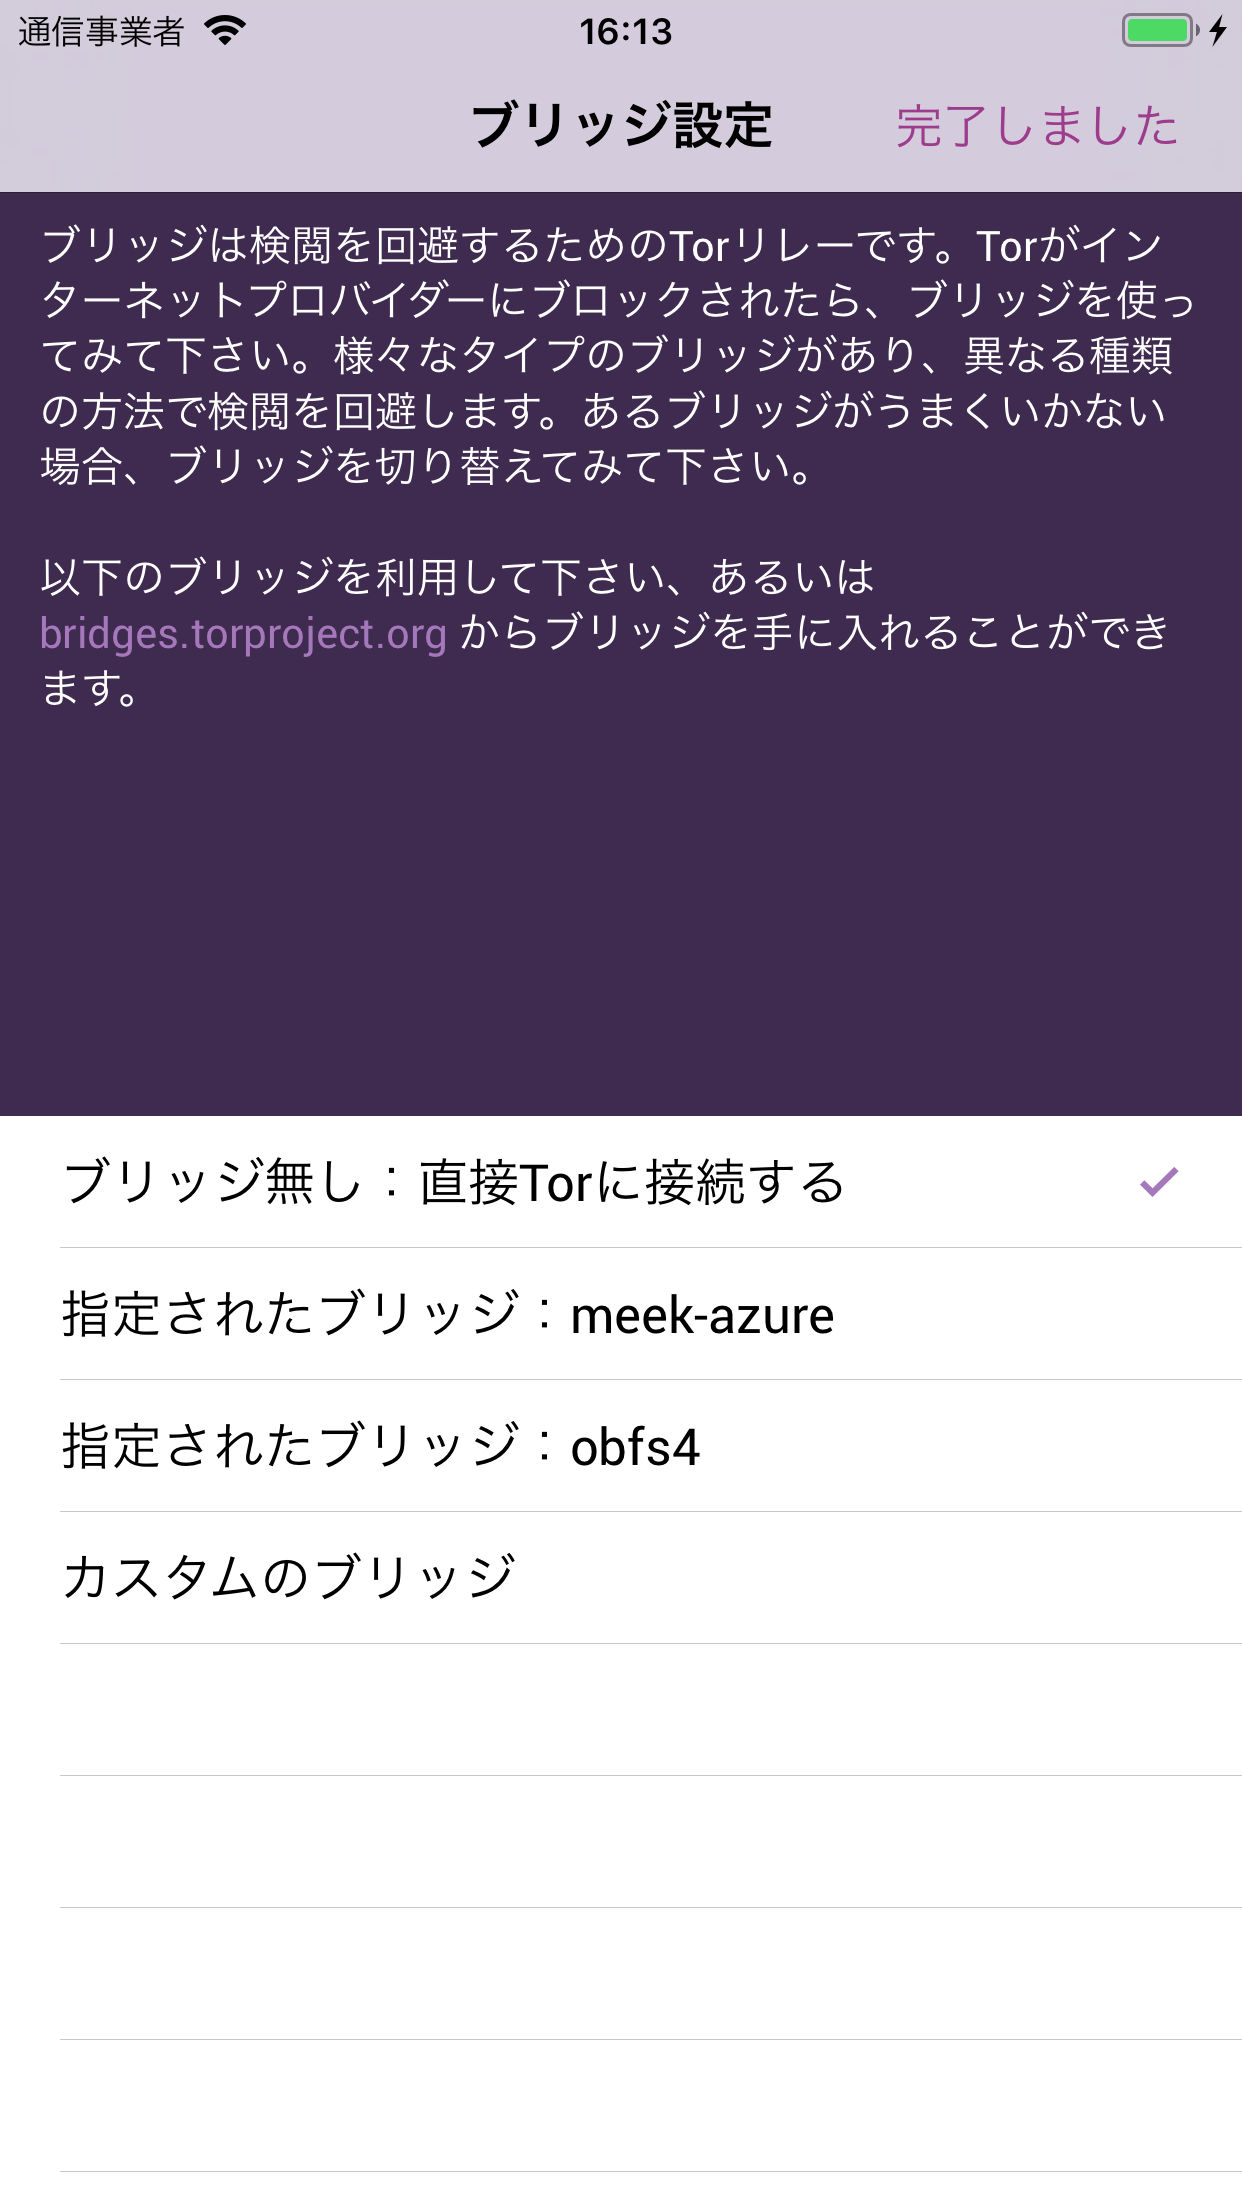 通信事業者 16:13
ブリッジ設定 完了しました
ブリッジは検閲を回避するためのTorリレーです。Torがイン
ターネットプロバイダーにブロックされたら、ブリッジを使っ
てみて下さい。様々なタイプのブリッジがあり、異なる種類
の方法で検閲を回避します。あるブリッジがうまくいかない
場合、ブリッジを切り替えてみて下さい。
以下のブリッジを利用して下さい、あるいは
bridges.torproject.org からブリッジを手に入れることができ
ます。
ブリッジ無し：直接Torに接続する
指定されたブリッジ：meek-azure
指定されたブリッジ：obfs4
カスタムのブリッジ